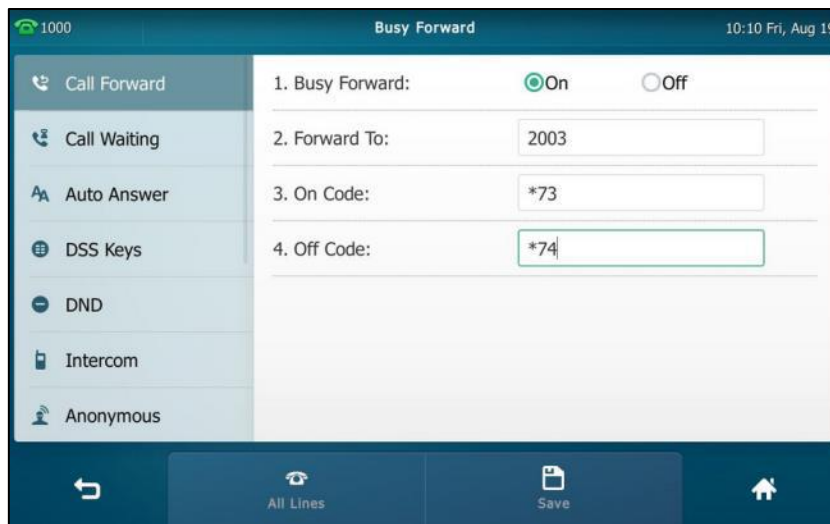 1000 Busy Forward 10:10 Fri, Aug 19
Call Forward
1. Busy Forward: On Off
Call Waiting
2. Forward To: 2003
Auto Answer
3. On Code: *73
DSS Keys
4. Off Code: *74
DND
Intercom
Anonymous
All Lines
Save